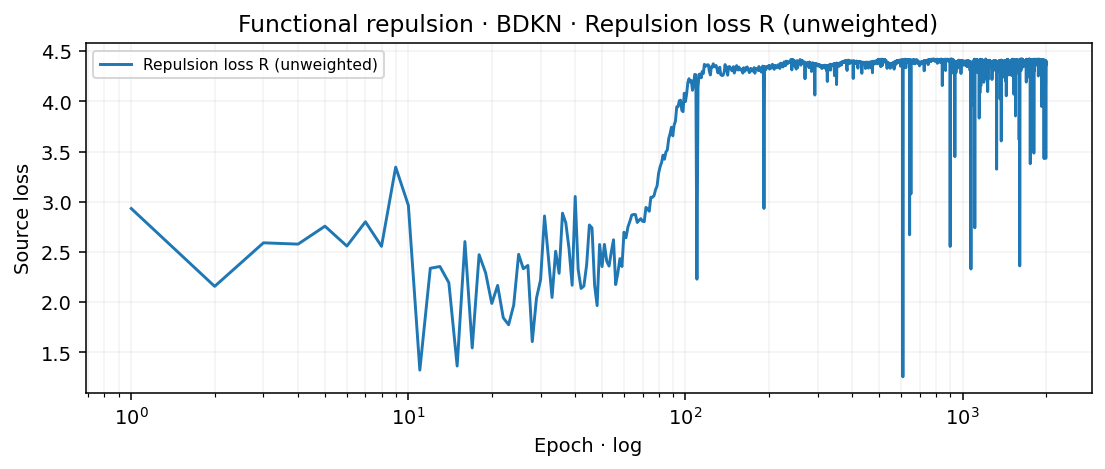 Functional repulsion · BDKN · Repulsion loss R (unweighted)
Repulsion loss R (unweighted)
Source loss
4.5
4.0
3.5
3.0
2.5
2.0
1.5
10⁰
10¹
10²
10³
Epoch · log